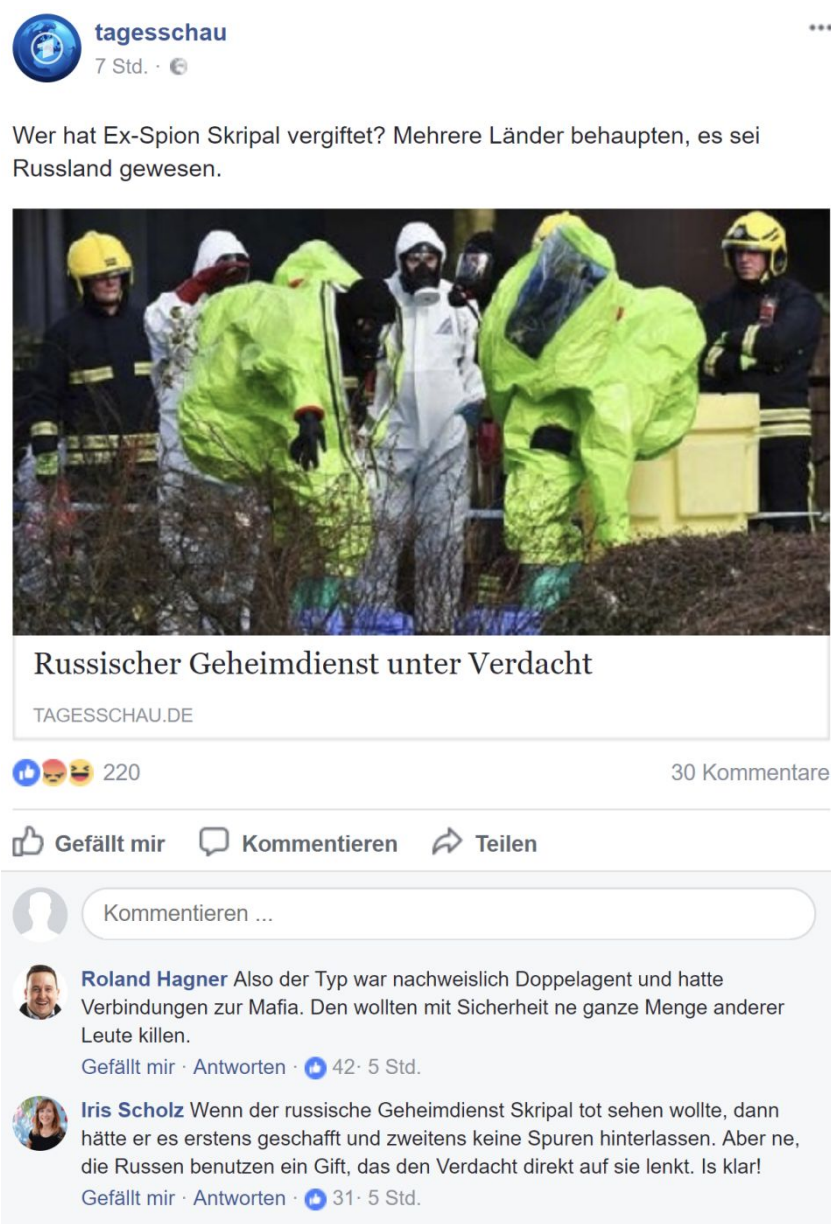 tagesschau
7 Std. ·
Wer hat Ex-Spion Skripal vergiftet? Mehrere Länder behaupten, es sei
Russland gewesen.
Russischer Geheimdienst unter Verdacht
TAGESSCHAU.DE
220
30 Kommentare
Gefällt mir
Kommentieren
Teilen
Kommentieren ...
Roland Hagner Also der Typ war nachweislich Doppelagent und hatte
Verbindungen zur Mafia. Den wollten mit Sicherheit ne ganze Menge anderer
Leute killen.
Gefällt mir · Antworten · 42· 5 Std.
Iris Scholz Wenn der russische Geheimdienst Skripal tot sehen wollte, dann
hätte er es erstens geschafft und zweitens keine Spuren hinterlassen. Aber ne,
die Russen benutzen ein Gift, das den Verdacht direkt auf sie lenkt. Is klar!
Gefällt mir · Antworten · 31· 5 Std.